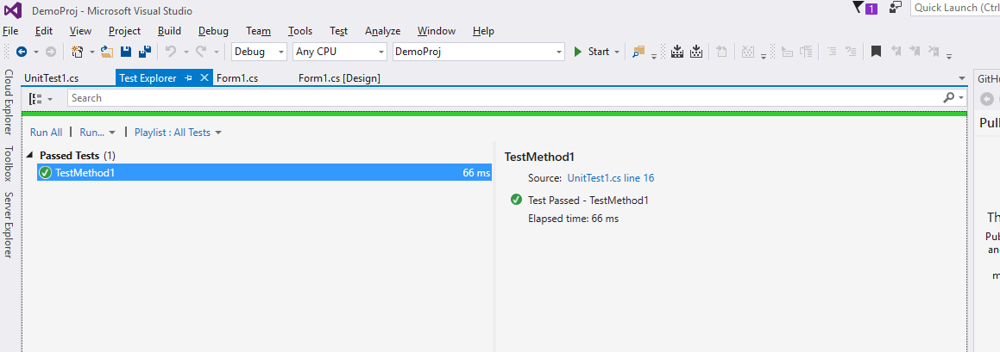 DemoProj - Microsoft Visual Studio
1
Quick Launch (Ctrl
File Edit View Project Build Debug Team Tools Test Analyze Window Help
Debug Any CPU DemoProj Start
UnitTest1.cs Test Explorer Form1.cs Form1.cs [Design]
Search
Run All | Run... | Playlist : All Tests
Passed Tests (1)
TestMethod1 66 ms
TestMethod1
Source: UnitTest1.cs line 16
Test Passed - TestMethod1
Elapsed time: 66 ms
Cloud Explorer
Toolbox
Server Explorer
GitHu
Pull
Th
Pub
an
m